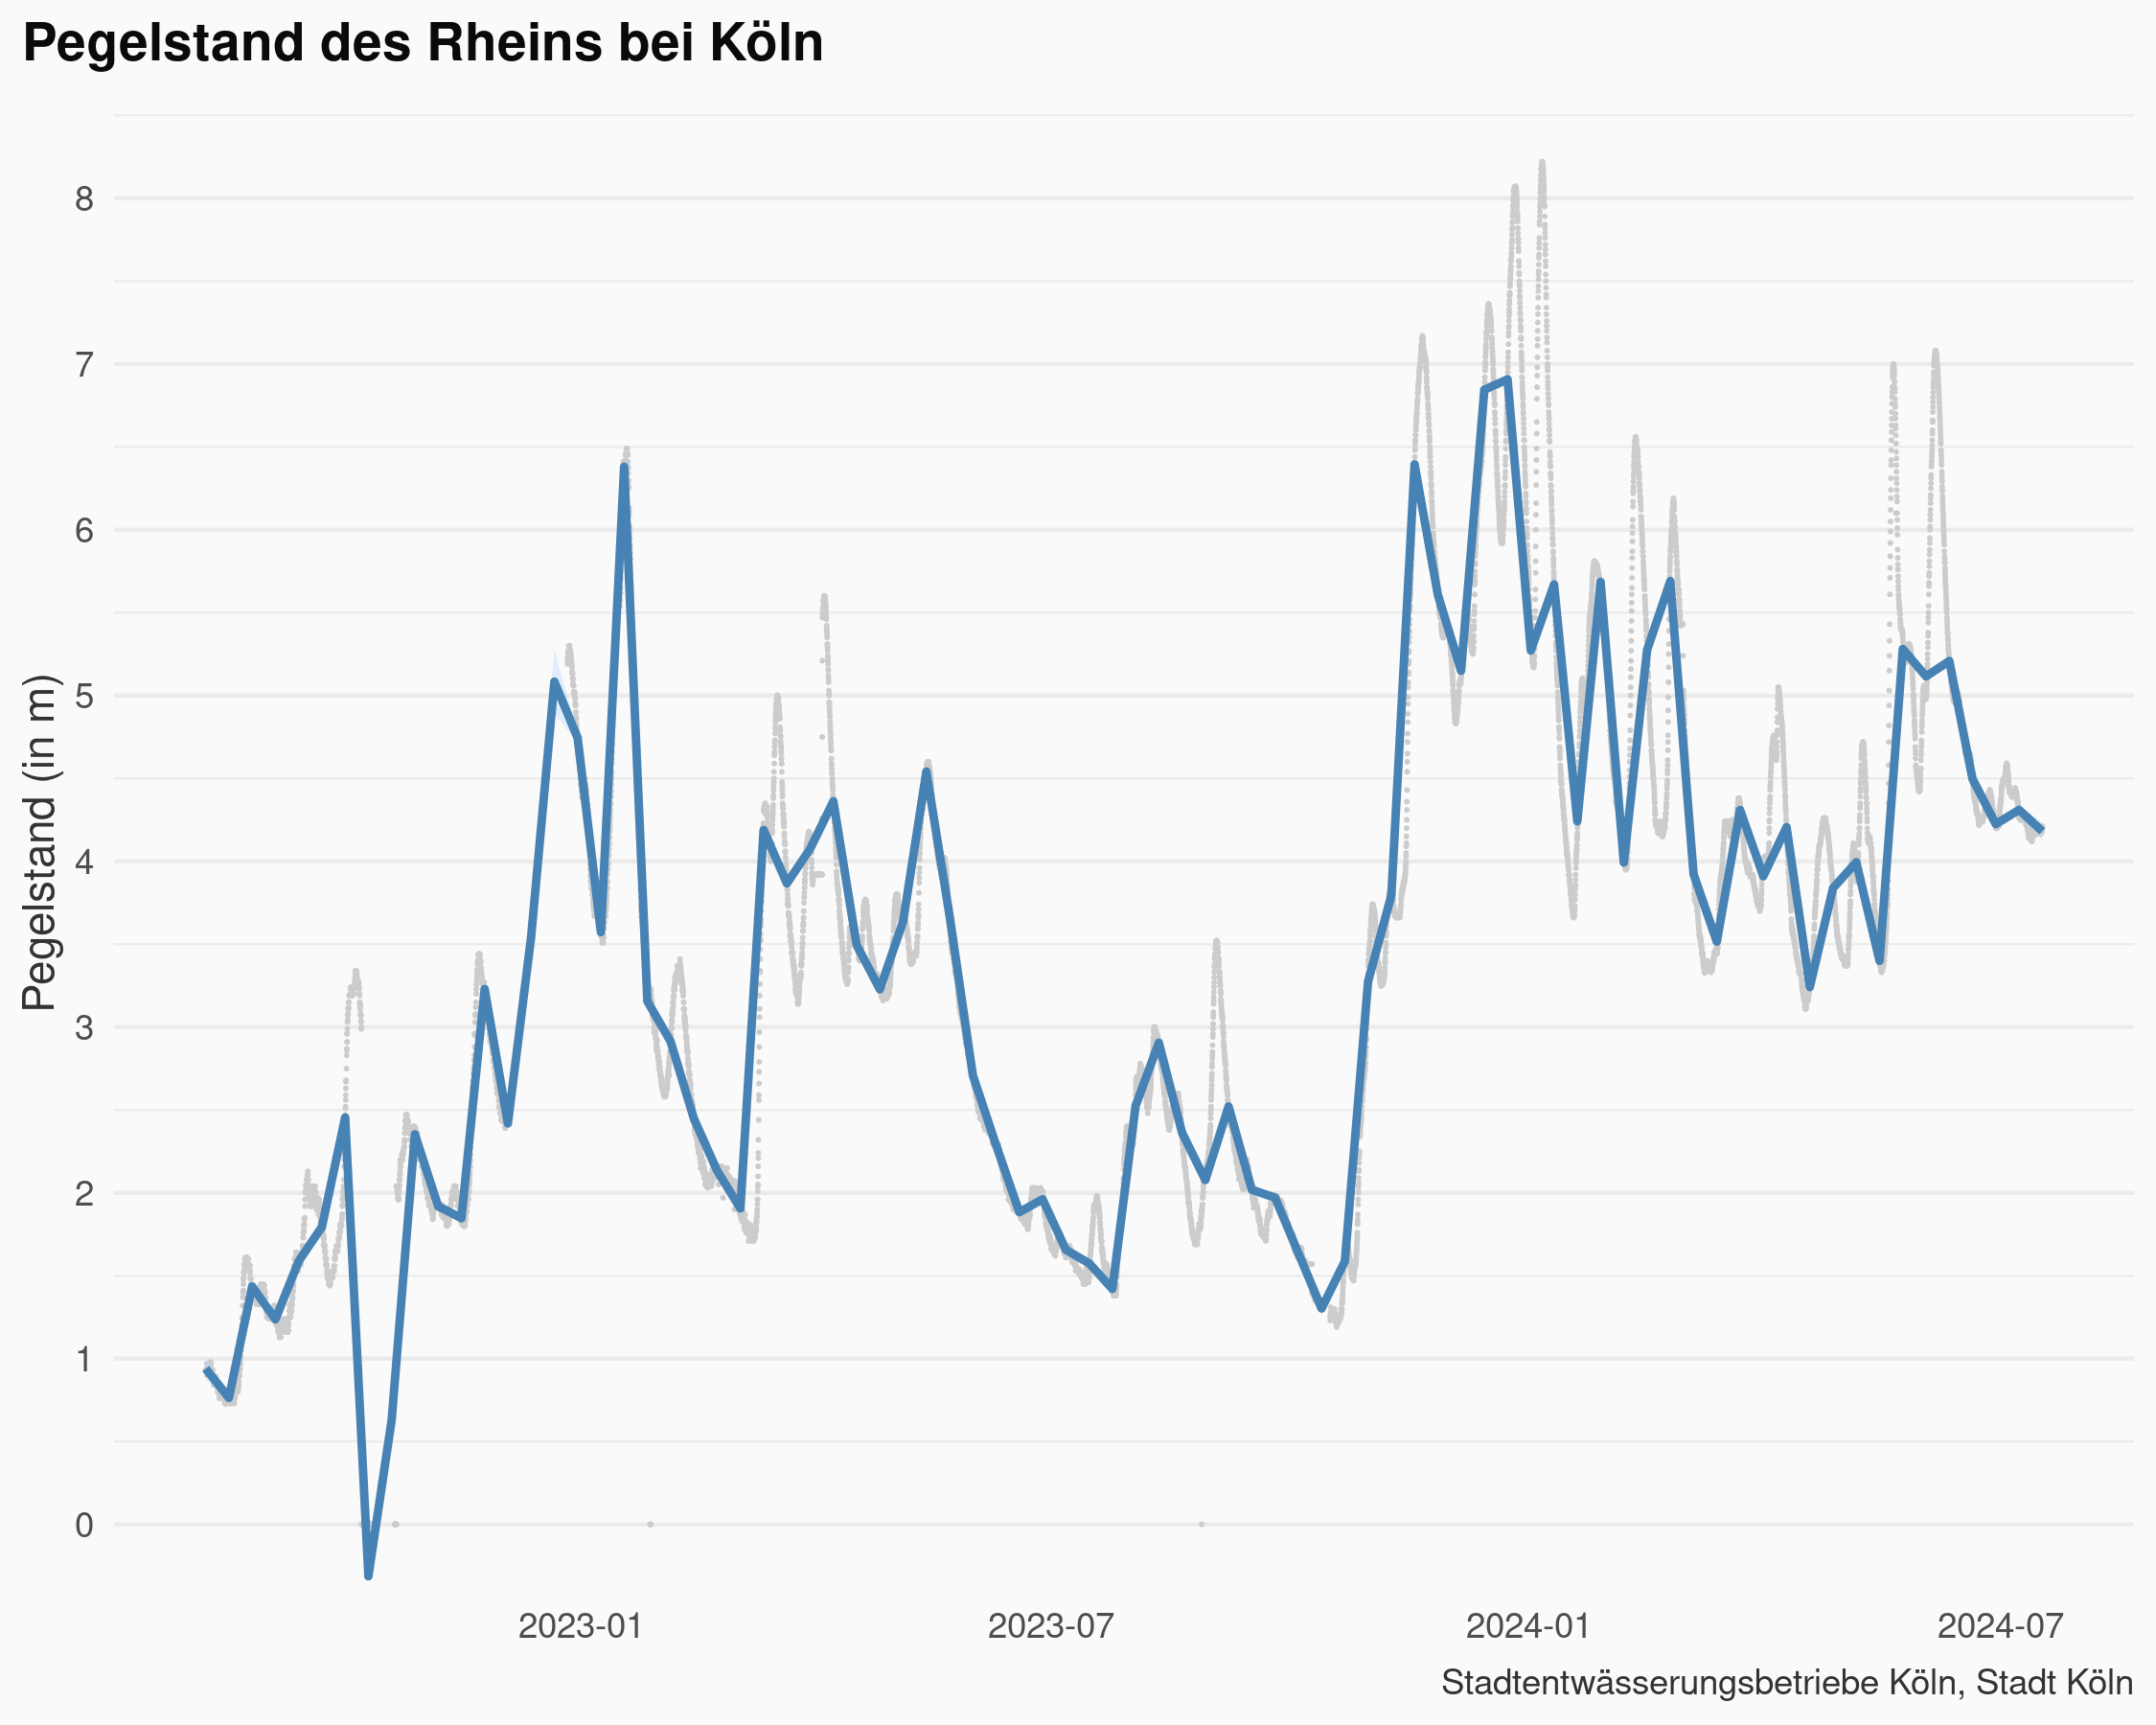 Pegelstand des Rheins bei Köln
Pegelstand (in m)
8
7
6
5
4
3
2
1
0
2023-01 2023-07 2024-01 2024-07
Stadtentwässerungsbetriebe Köln, Stadt Köln